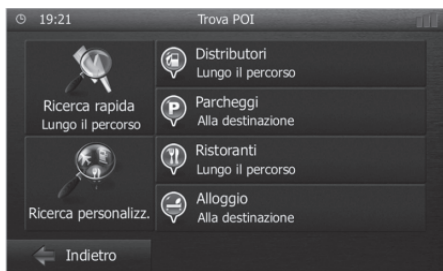 19:21 Trova POI
Ricerca rapida
Lungo il percorso
Distributori
Lungo il percorso
P
Parcheggi
Alla destinazione
Ricerca personalizz.
Ristoranti
Lungo il percorso
Alloggio
Alla destinazione
Indietro